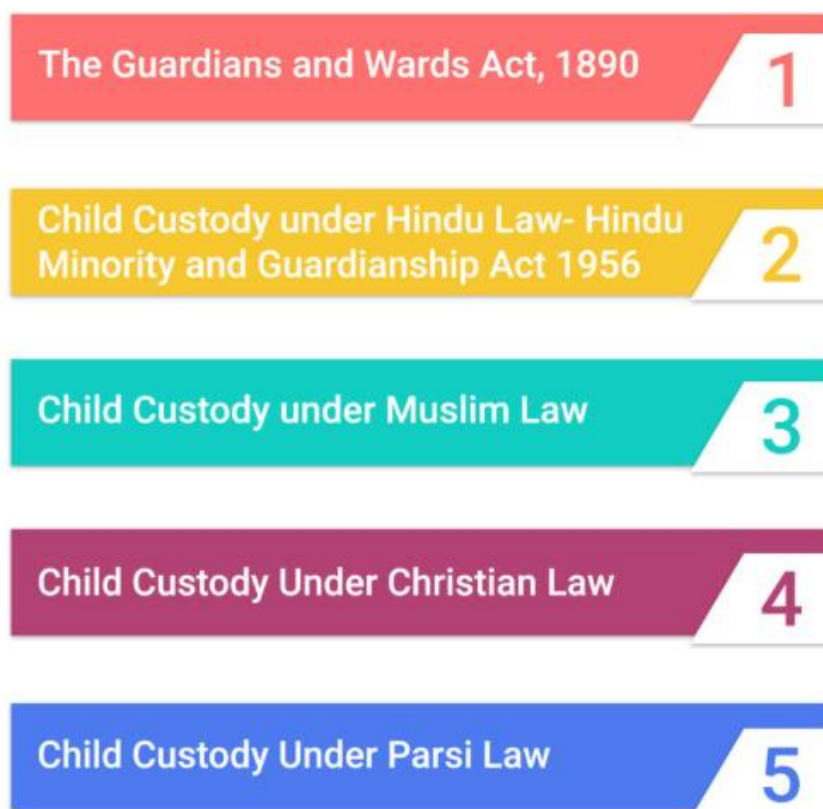 The Guardians and Wards Act, 1890
1
Child Custody under Hindu Law- Hindu
Minority and Guardianship Act 1956
2
Child Custody under Muslim Law
3
Child Custody Under Christian Law
4
Child Custody Under Parsi Law
5